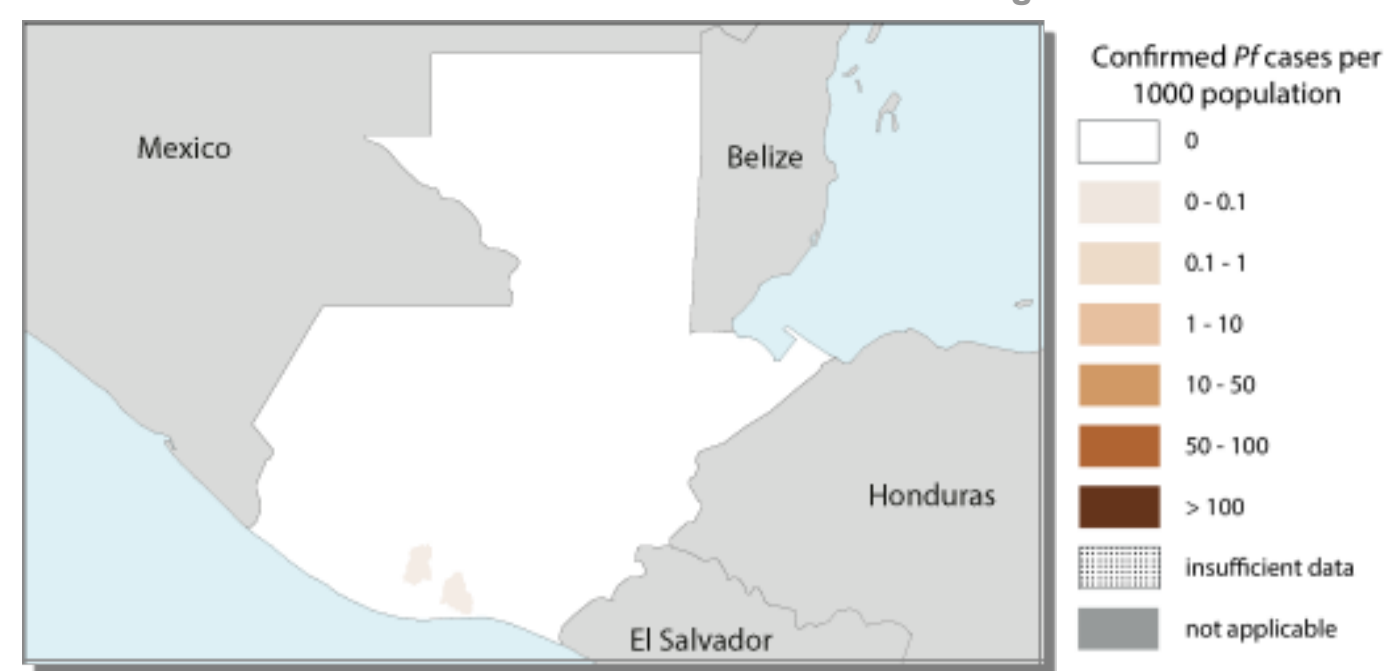 Mexico
Belize
Honduras
El Salvador
Confirmed Pf cases per
1000 population
0
0 - 0.1
0.1 - 1
1 - 10
10 - 50
50 - 100
> 100
insufficient data
not applicable